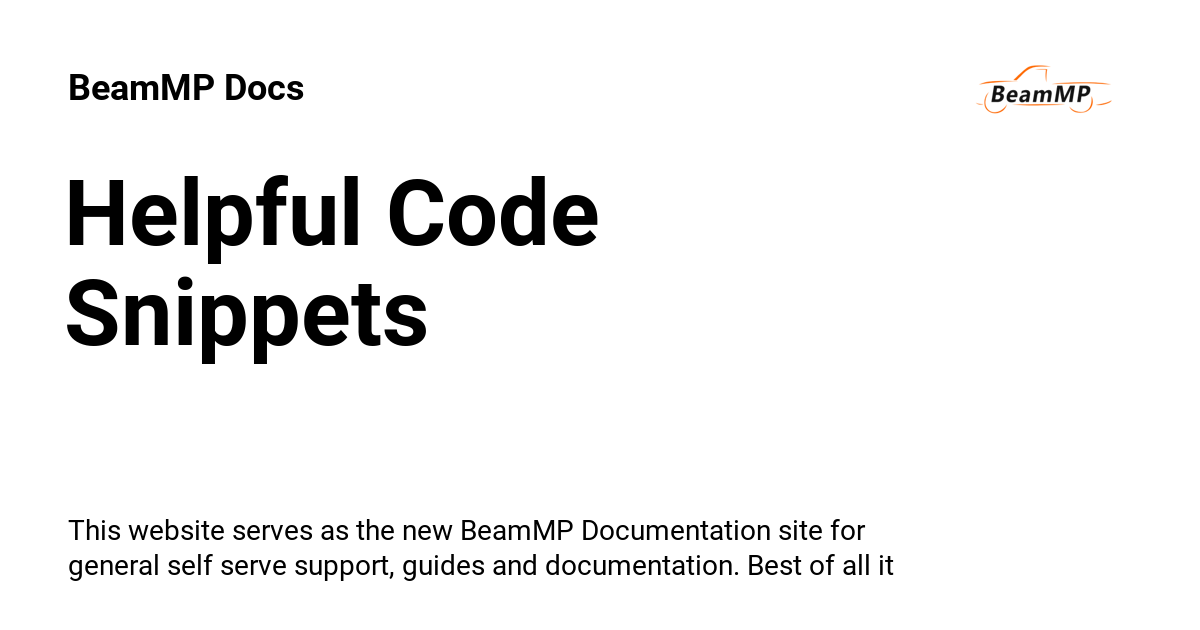 BeamMP Docs
BeamMP
Helpful Code
Snippets
This website serves as the new BeamMP Documentation site for
general self serve support, guides and documentation. Best of all it